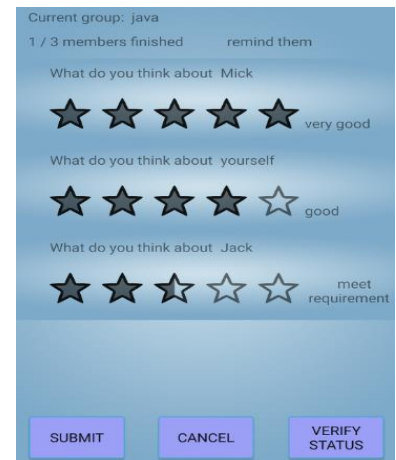 Current group: java
1 / 3 members finished remind them
What do you think about Mick
very good
What do you think about yourself
good
What do you think about Jack
meet
requirement
SUBMIT CANCEL VERIFY
STATUS